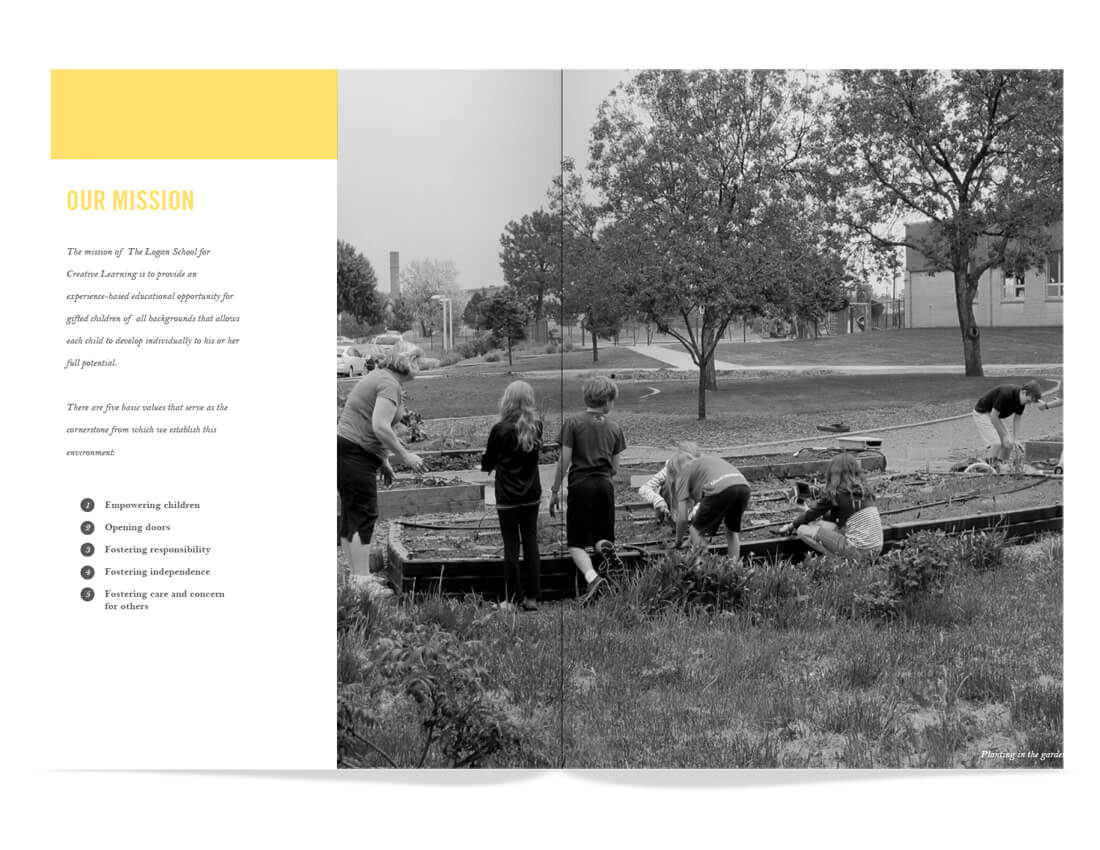 OUR MISSION
The mission of The Logan School for
Creative Learning is to provide an
experience-based educational opportunity for
gifted children of all backgrounds that allows
each child to develop individually to his or her
full potential.
There are five basic values that serve as the
cornerstone from which we establish this
environment:
1 Empowering children
2 Opening doors
3 Fostering responsibility
4 Fostering independence
5 Fostering care and concern
for others
Planting in the garde